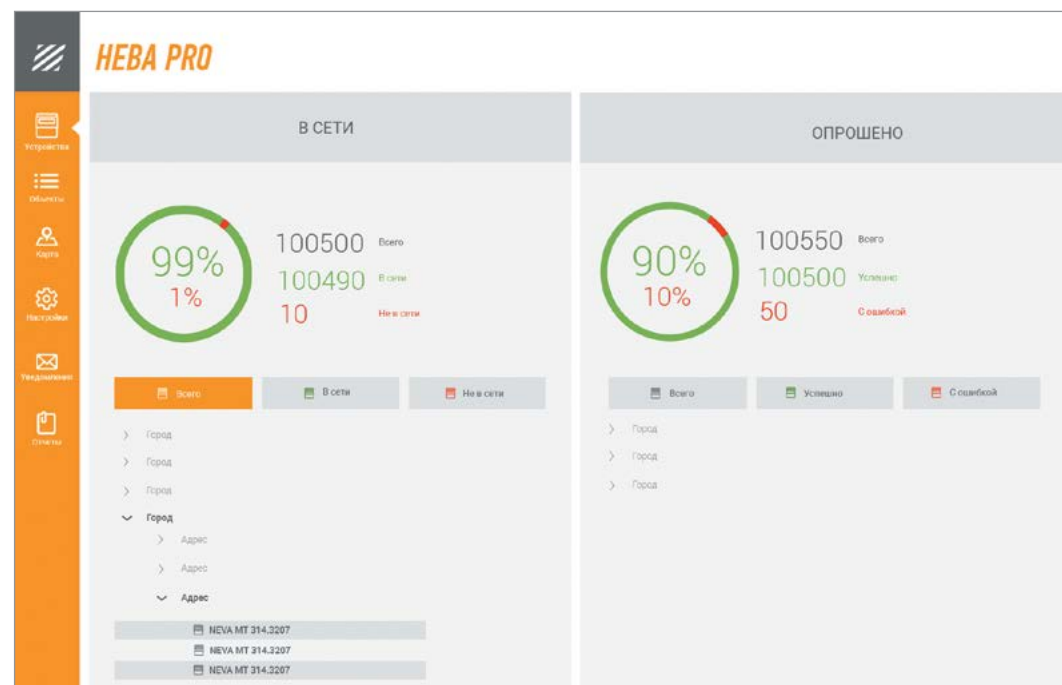 НЕВА PRO
Устройства
Объекты
Карта
Настройки
Уведомления
Отчеты
В СЕТИ
99%
1%
100500 Всего
100490 В сети
10 Не в сети
Всего
В сети
Не в сети
Город
Город
Город
Город
Адрес
Адрес
Адрес
NEVA MT 314.3207
NEVA MT 314.3207
NEVA MT 314.3207
ОПРОШЕНО
90%
10%
100550 Всего
100500 Успешно
50 С ошибкой
Всего
Успешно
С ошибкой
Город
Город
Город